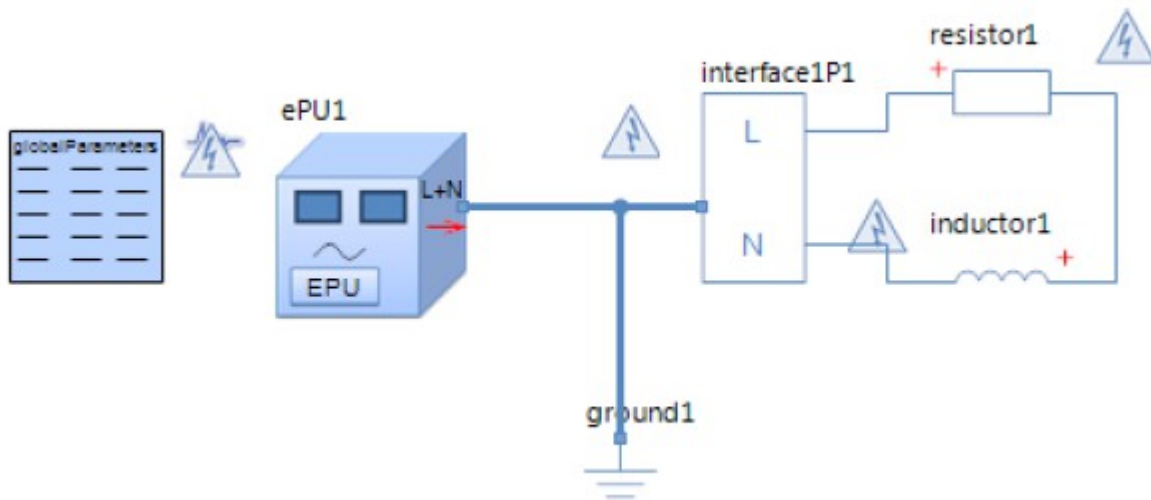 globalParameters
ePU1
L+N
EPU
ground1
interface1P1
L
N
resistor1
+
inductor1
+